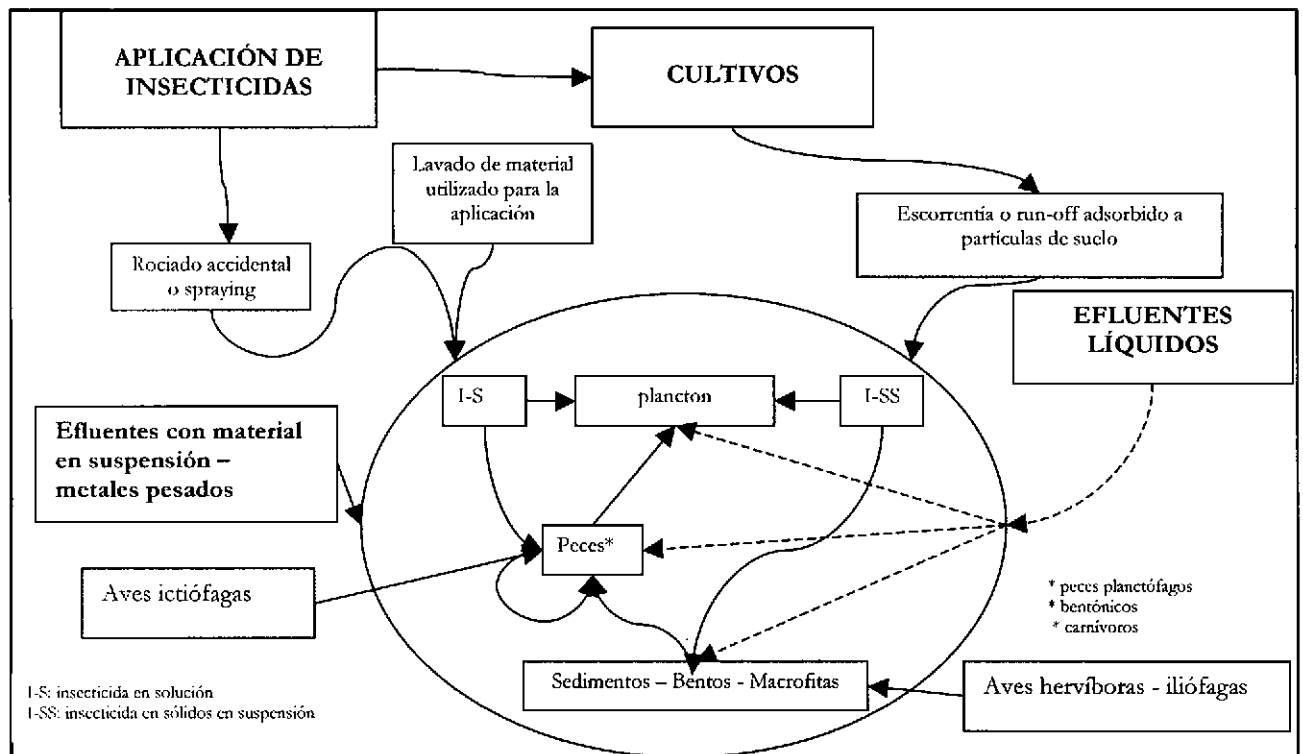 APLICACIÓN DE
INSECTICIDAS
CULTIVOS
Lavado de material
utilizado para la
aplicación
Escorrentía o run-off adsorbido a
partículas de suelo
Rociado accidental
o spraying
EFLUENTES
LÍQUIDOS
I-S
plancton
I-SS
Efluentes con material
en suspensión –
metales pesados
Peces*
Aves ictiófagas
* peces planctófagos
* bentónicos
* carnívoros
Sedimentos – Bentos - Macrofitas
Aves hervíboras - iliófagas
I-S: insecticida en solución
I-SS: insecticida en sólidos en suspensión